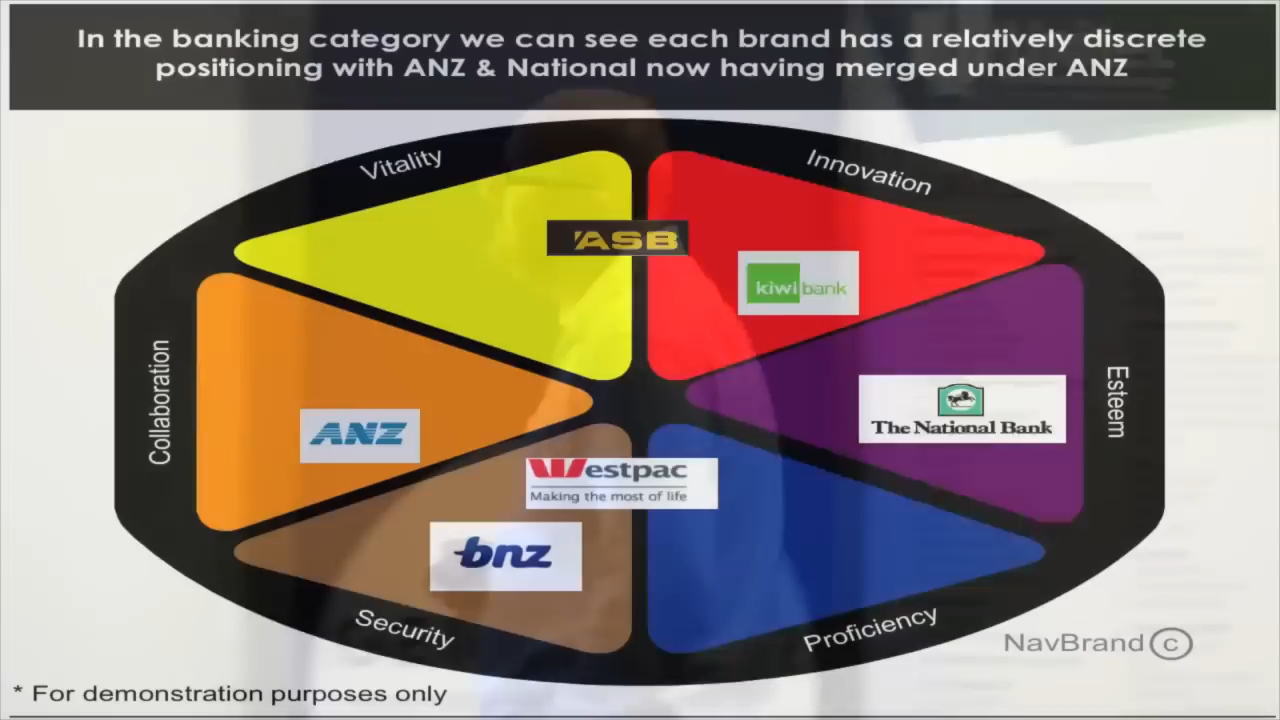 In the banking category we can see each brand has a relatively discrete
positioning with ANZ & National now having merged under ANZ
Vitality
Innovation
ASB
kiwibank
Collaboration
Esteem
ANZ
The National Bank
Westpac
Making the most of life
bnz
Security
Proficiency
NavBrand ©
* For demonstration purposes only